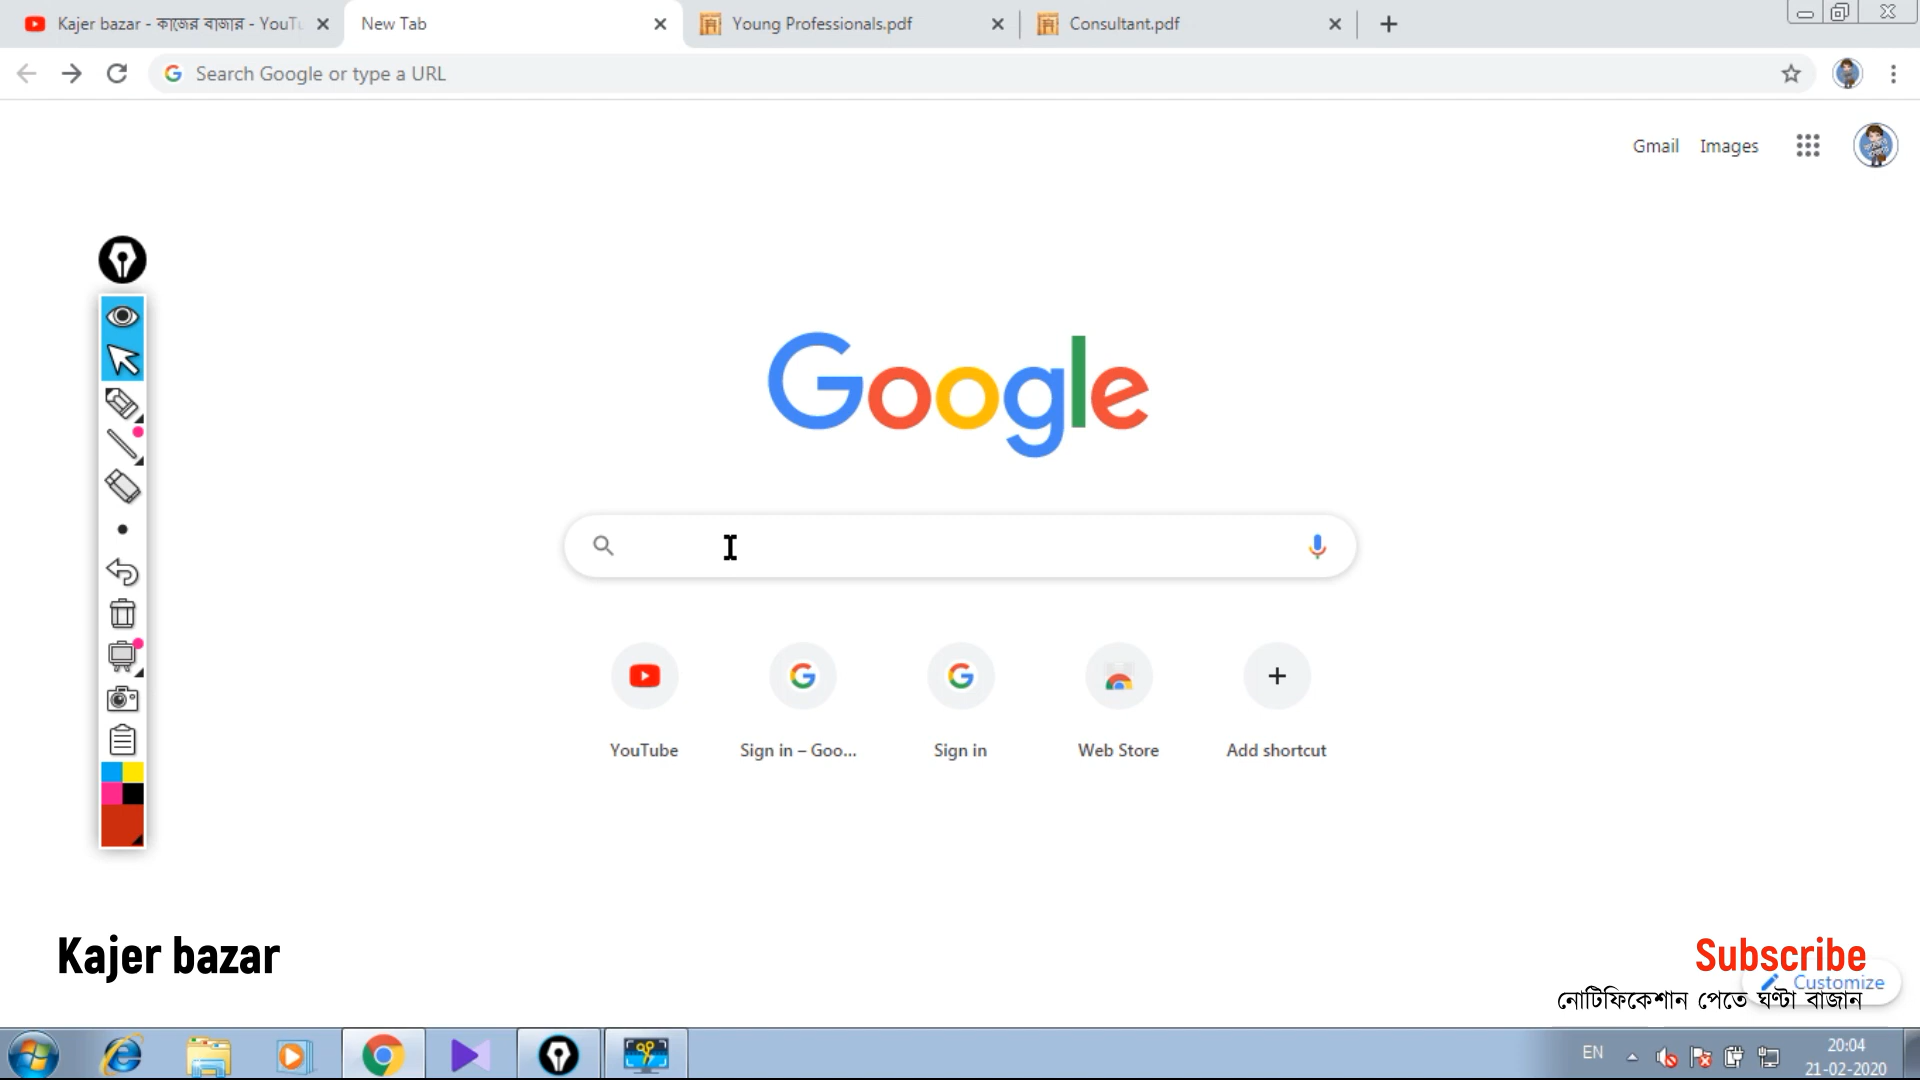 Kajer bazar - কাজের বাজার - YouT
New Tab
Young Professionals.pdf
Consultant.pdf
Search Google or type a URL
Gmail
Images
Google
YouTube
Sign in – Goo...
Sign in
Web Store
Add shortcut
Kajer bazar
Subscribe
Customize
নোটিফিকেশান পেতে ঘণ্টা বাজান
EN
20:04
21-02-2020